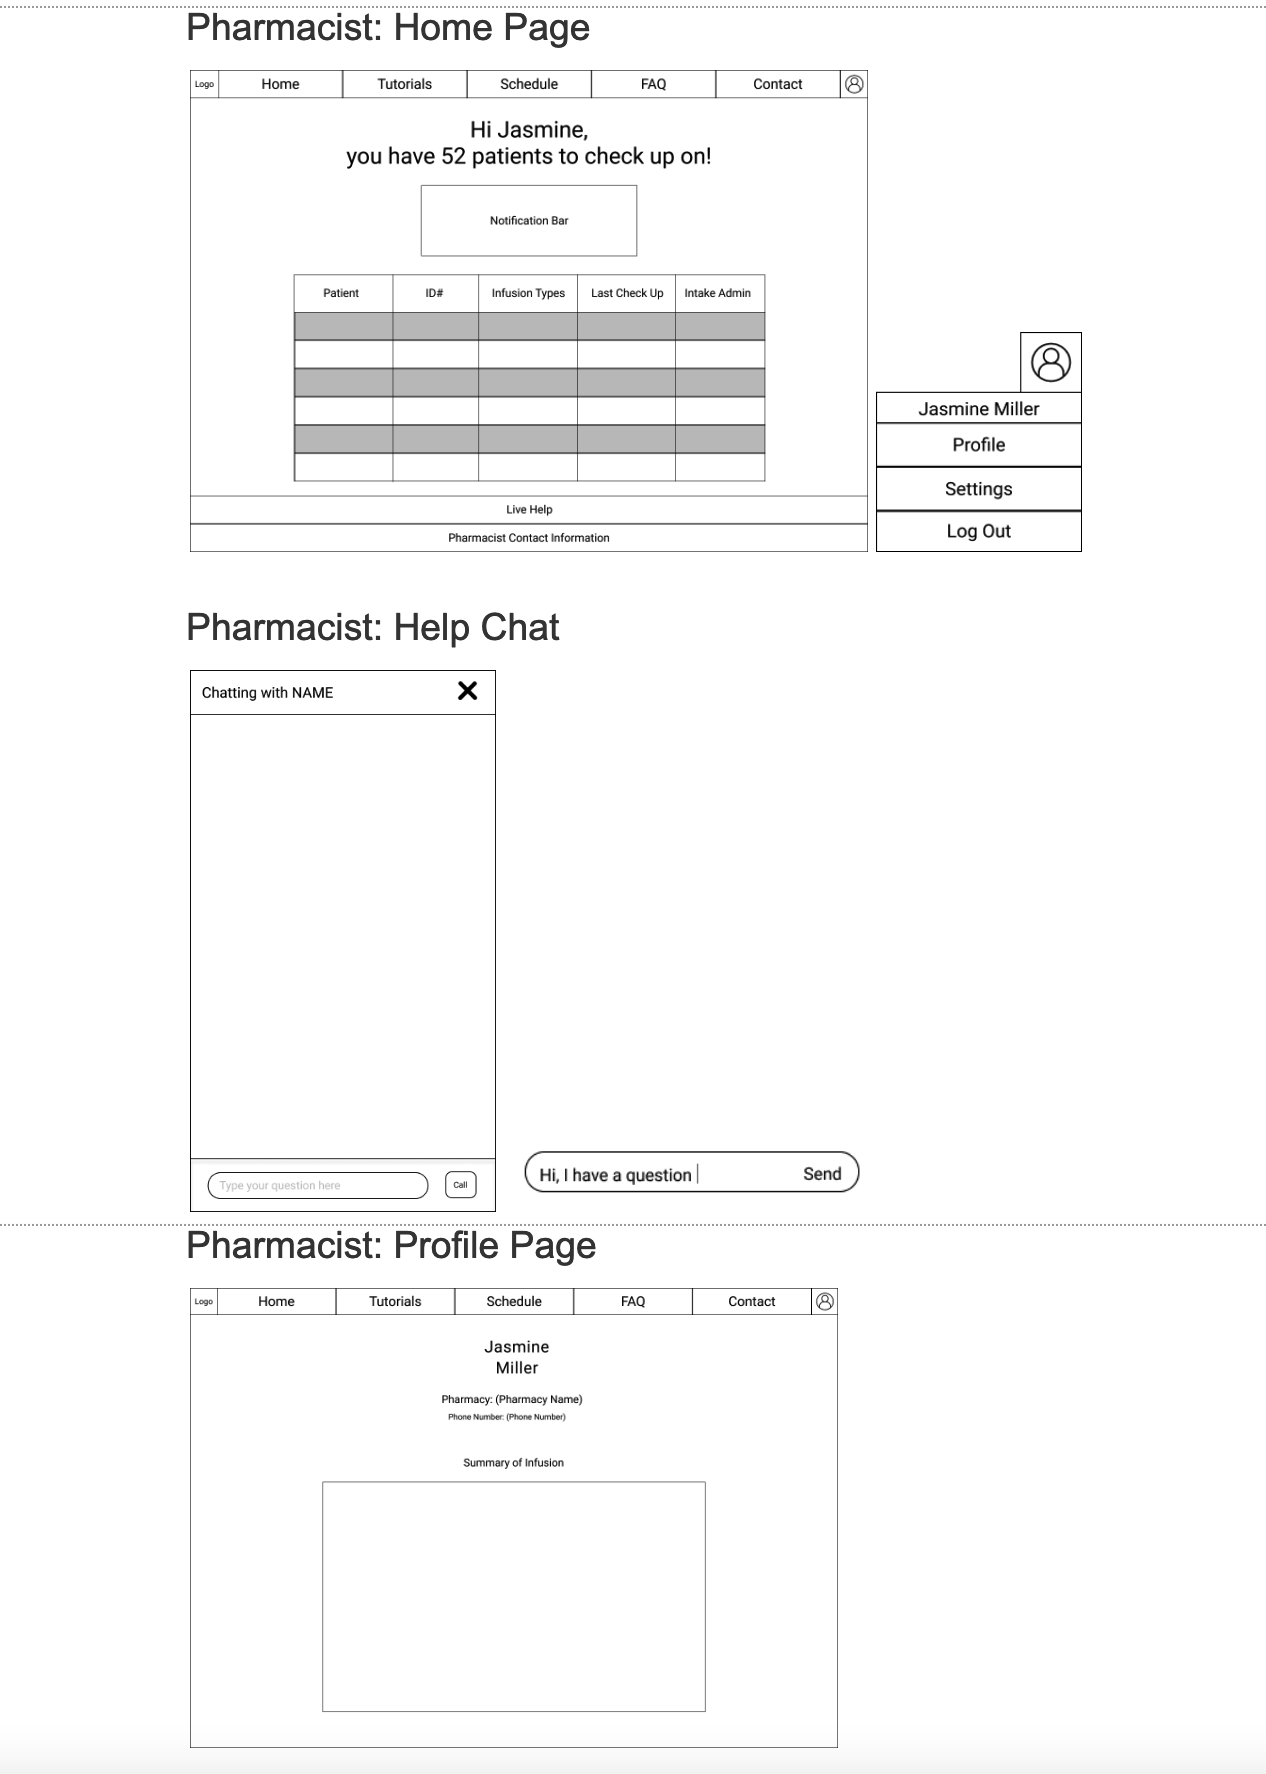 Pharmacist: Home Page
Logo
Home
Tutorials
Schedule
FAQ
Contact
Hi Jasmine,
you have 52 patients to check up on!
Notification Bar
Patient
ID#
Infusion Types
Last Check Up
Intake Admin
Live Help
Pharmacist Contact Information
Jasmine Miller
Profile
Settings
Log Out
Pharmacist: Help Chat
Chatting with NAME
Type your question here
Call
Hi, I have a question
Send
Pharmacist: Profile Page
Logo
Home
Tutorials
Schedule
FAQ
Contact
Jasmine
Miller
Pharmacy: (Pharmacy Name)
Phone Number: (Phone Number)
Summary of Infusion